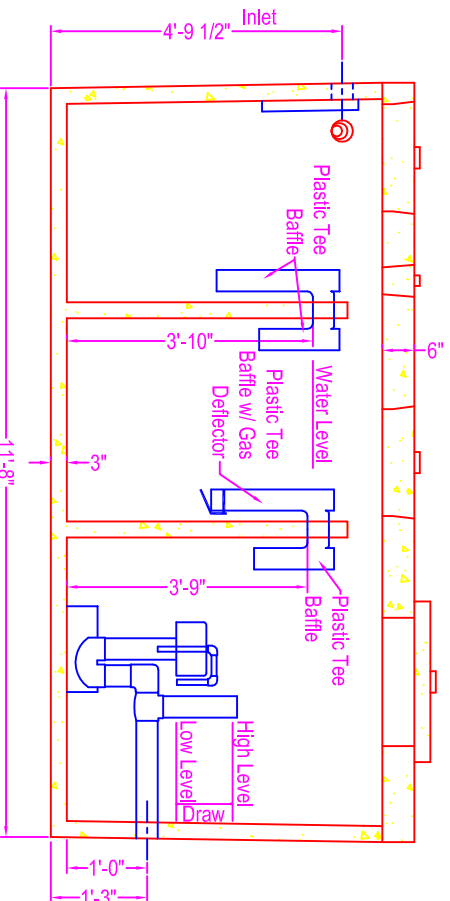 Inlet
4'-9 1/2"
Plastic Tee
Baffle
3'-10"
6"
Water Level
Plastic Tee
Baffle w/ Gas
Deflector
3"
11'-8"
3'-9"
Plastic Tee
Baffle
High Level
Draw
Low Level
1'-0"
1'-3"